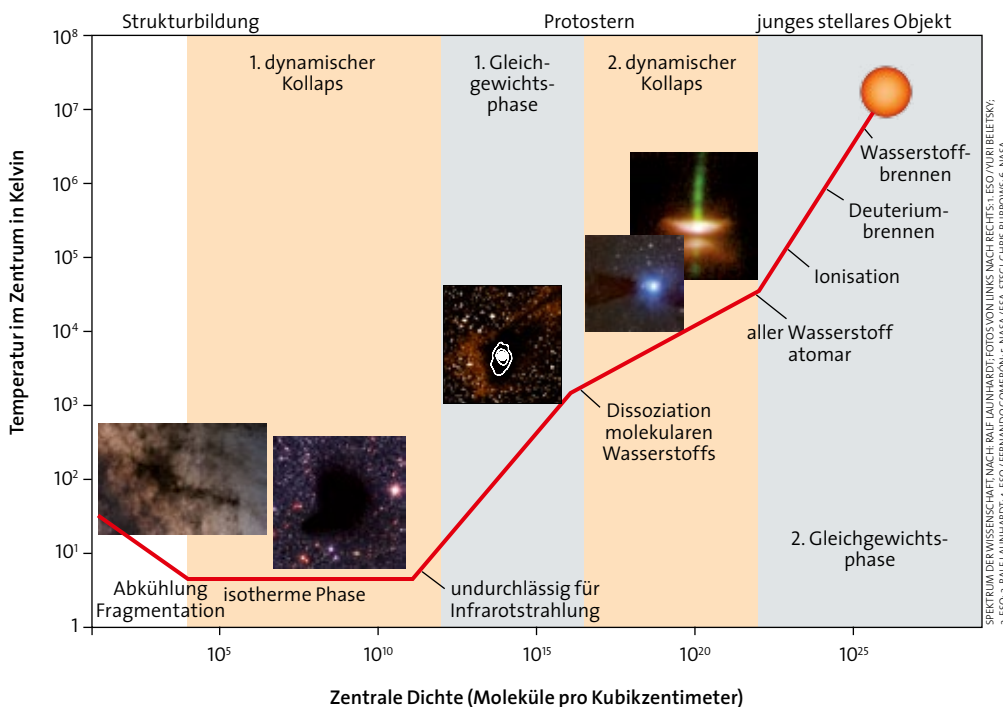 Strukturbildung
Protostern
junges stellares Objekt
Temperatur im Zentrum in Kelvin
10⁸
10⁷
10⁶
10⁵
10⁴
10³
10²
10¹
1
1. dynamischer
Kollaps
1. Gleich-
gewichts-
phase
2. dynamischer
Kollaps
Wasserstoff-
brennen
Deuterium-
brennen
Ionisation
aller Wasserstoff
atomar
Dissoziation
molekularen
Wasserstoffs
2. Gleichgewichts-
phase
Abkühlung
Fragmentation
isotherme Phase
undurchlässig für
Infrarotstrahlung
10⁵
10¹⁰
10¹⁵
10²⁰
10²⁵
Zentrale Dichte (Moleküle pro Kubikzentimeter)
SPEKTRUM DER WISSENSCHAFT, NACH: RALF LAUNHARDT; FOTOS VON LINKS NACH RECHTS: 1. ESO / YURI BELETSKY;